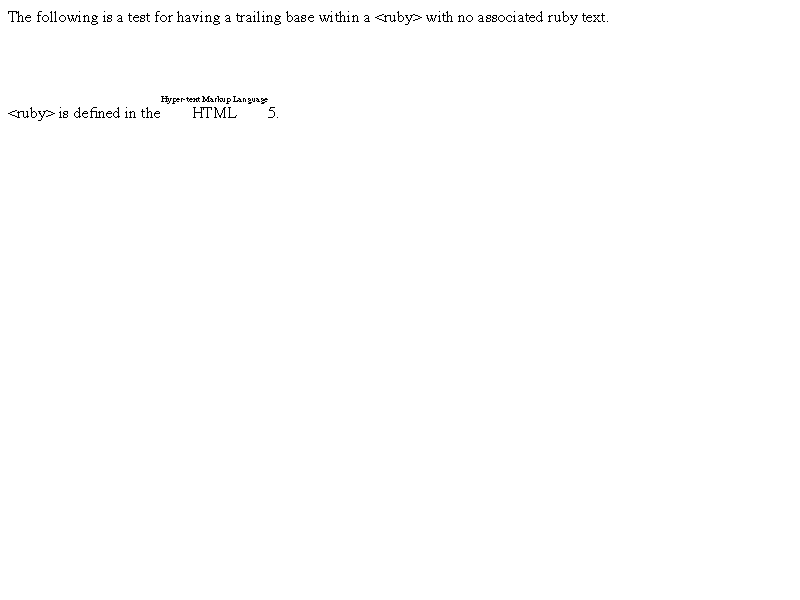 The following is a test for having a trailing base within a <ruby> with no associated ruby text.
Hyper-text Markup Language
<ruby> is defined in the HTML 5.